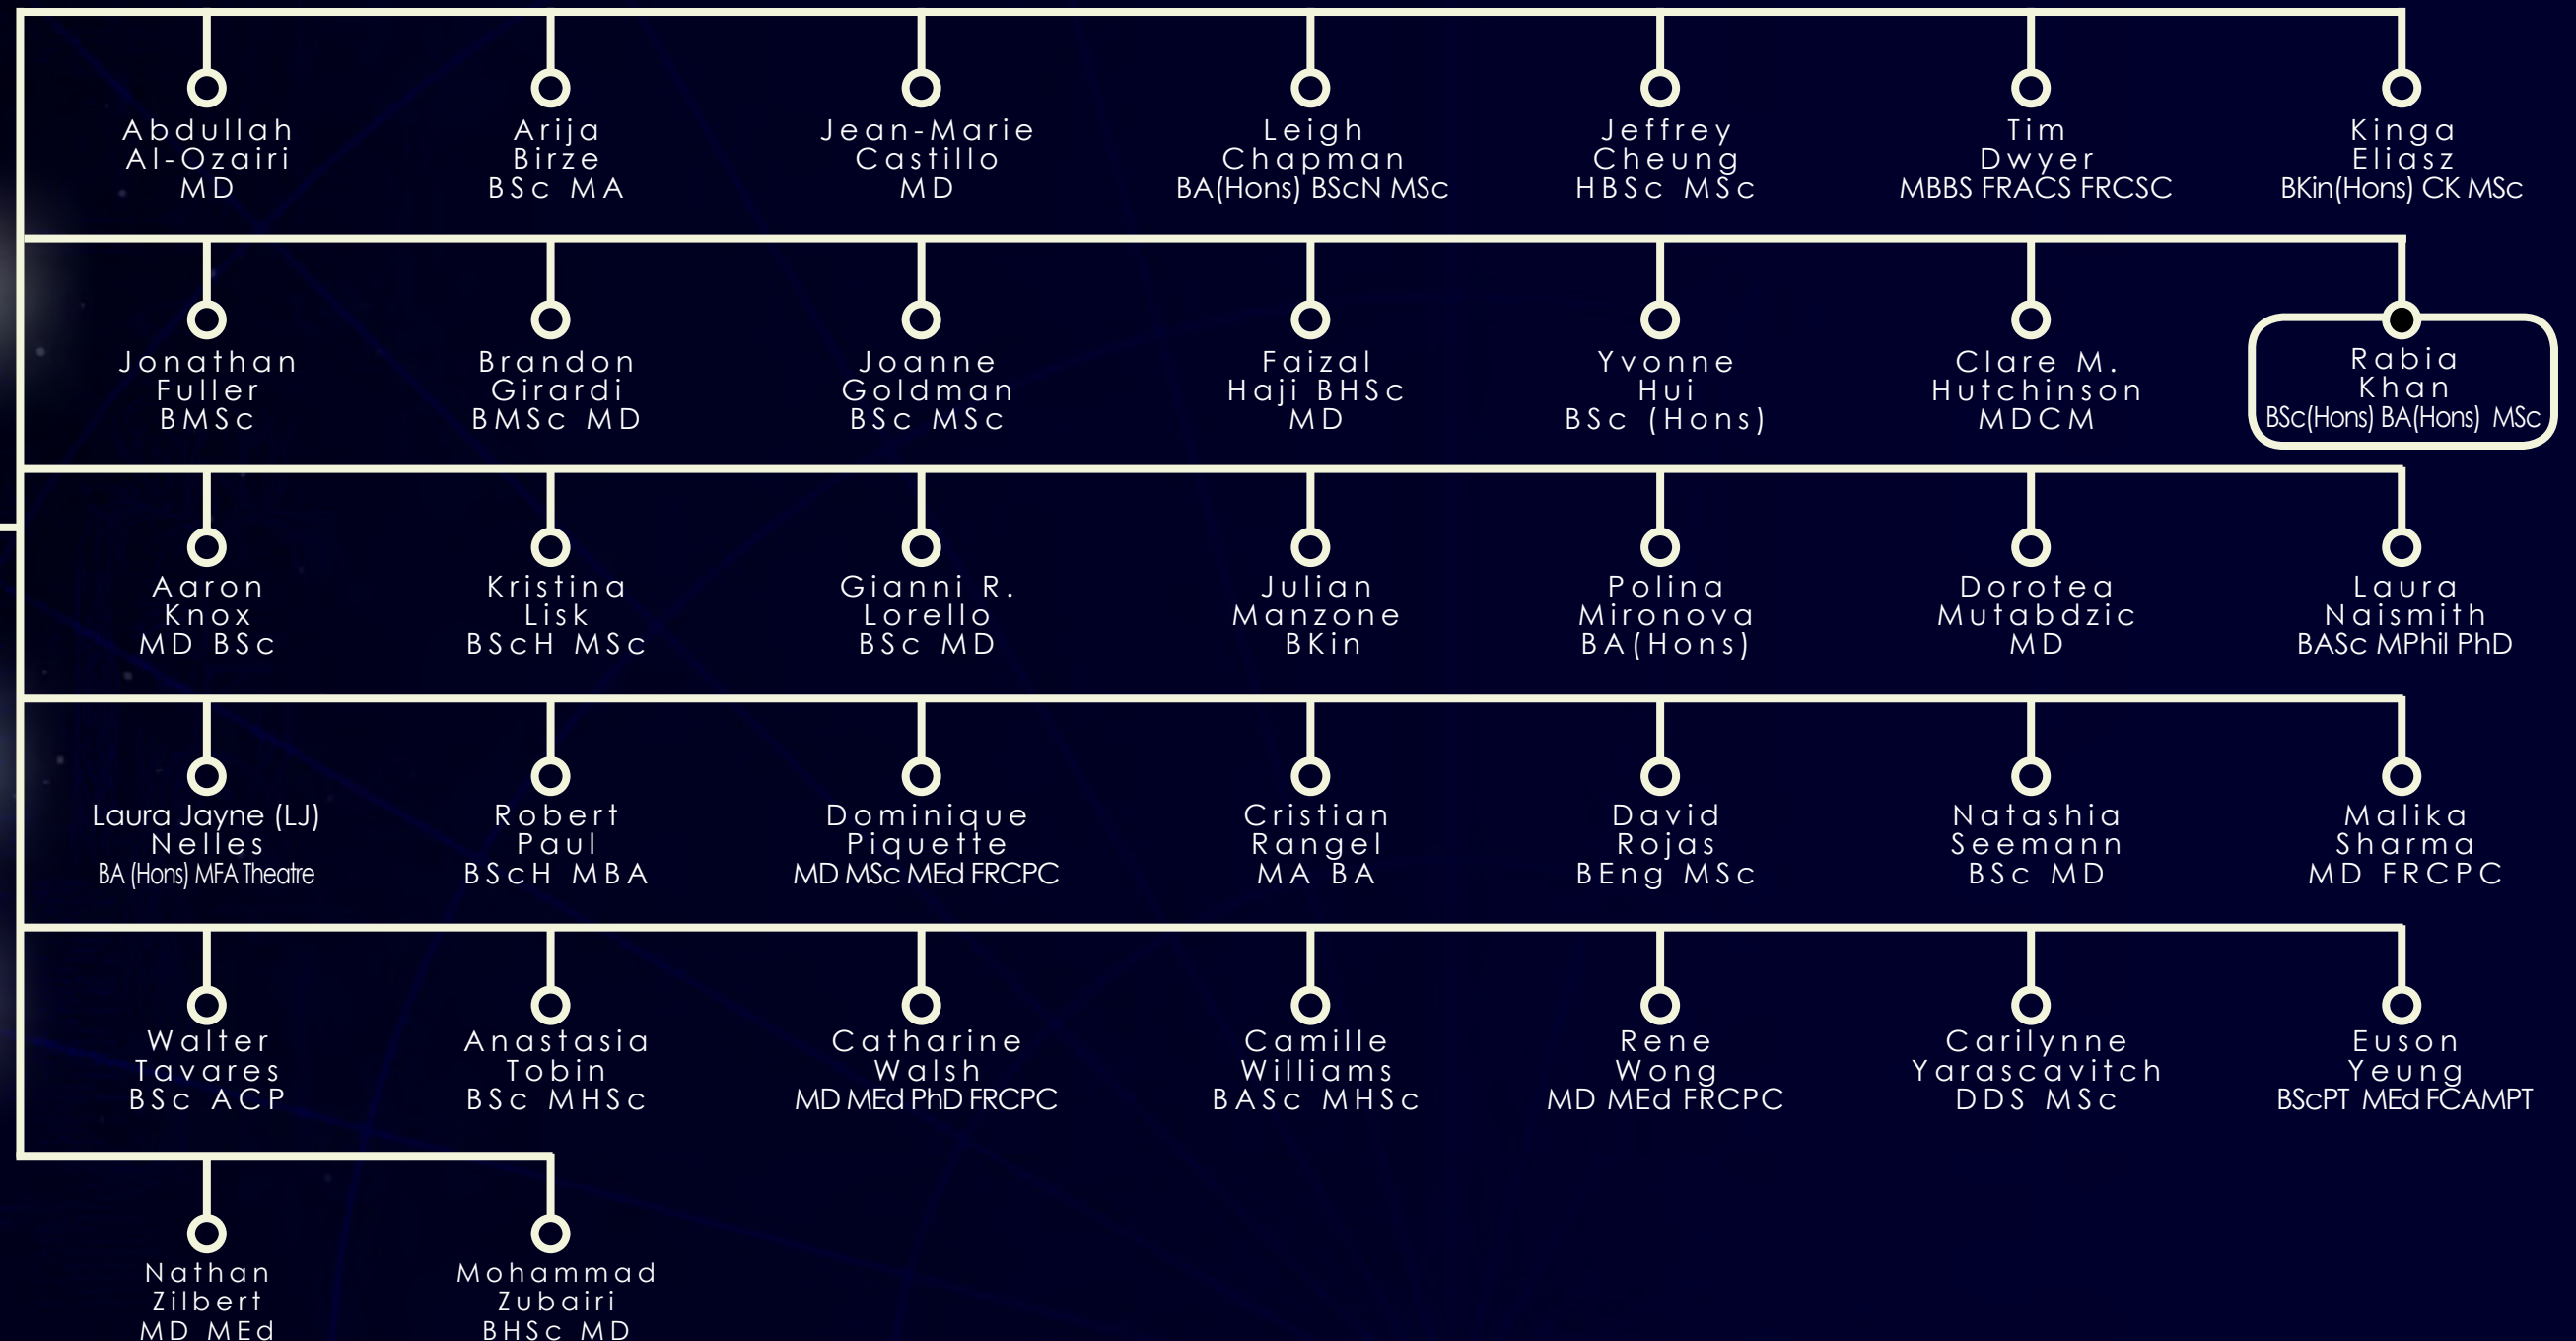 Abdullah
Al-Ozairi
MD
Arija
Birze
BSc MA
Jean-Marie
Castillo
MD
Leigh
Chapman
BA(Hons) BScN MSc
Jeffrey
Cheung
HBSc MSc
Tim
Dwyer
MBBS FRACS FRCSC
Kinga
Eliasz
BKin(Hons) CK MSc
Jonathan
Fuller
BMSc
Brandon
Girardi
BMSc MD
Joanne
Goldman
BSc MSc
Faizal
Haji BHSc
MD
Yvonne
Hui
BSc (Hons)
Clare M.
Hutchinson
MDCM
Rabia
Khan
BSc(Hons) BA(Hons) MSc
Aaron
Knox
MD BSc
Kristina
Lisk
BScH MSc
Gianni R.
Lorello
BSc MD
Julian
Manzone
BKin
Polina
Mironova
BA(Hons)
Dorotea
Mutabdzic
MD
Laura
Naismith
BASc MPhil PhD
Laura Jayne (LJ)
Nelles
BA (Hons) MFA Theatre
Robert
Paul
BScH MBA
Dominique
Piquette
MD MSc MEd FRCPC
Cristian
Rangel
MA BA
David
Rojas
BEng MSc
Natashia
Seemann
BSc MD
Malika
Sharma
MD FRCPC
Walter
Tavares
BSc ACP
Anastasia
Tobin
BSc MHSc
Catharine
Walsh
MD MEd PhD FRCPC
Camille
Williams
BASc MHSc
Rene
Wong
MD MEd FRCPC
Carilynne
Yarascavitch
DDS MSc
Euson
Yeung
BScPT MEd FCAMPT
Nathan
Zilbert
MD MEd
Mohammad
Zubairi
BHSc MD